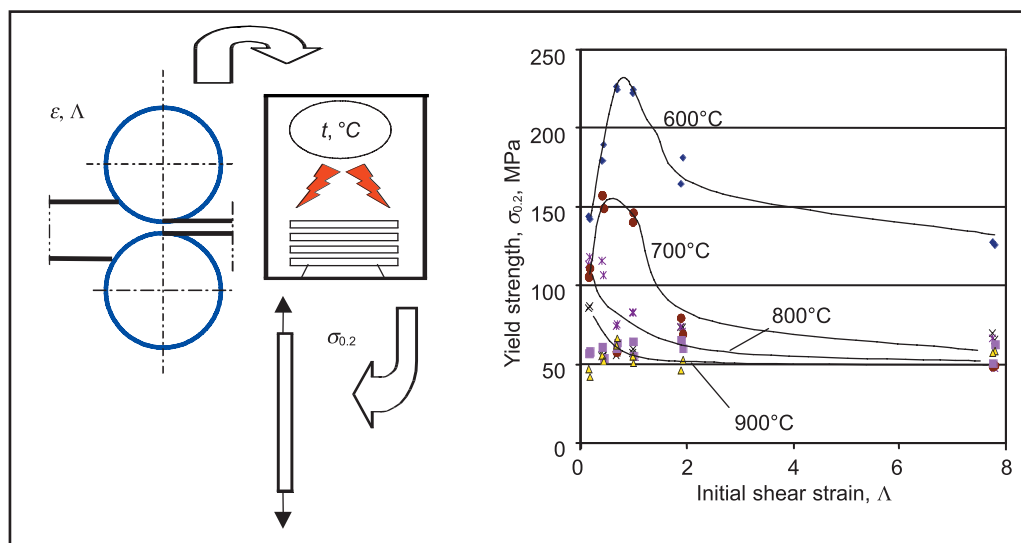 ε, Λ
t, °C
σ0.2
Yield strength, σ0.2, MPa
250
200
150
100
50
0
600°C
700°C
800°C
900°C
0 2 4 6 8
Initial shear strain, Λ